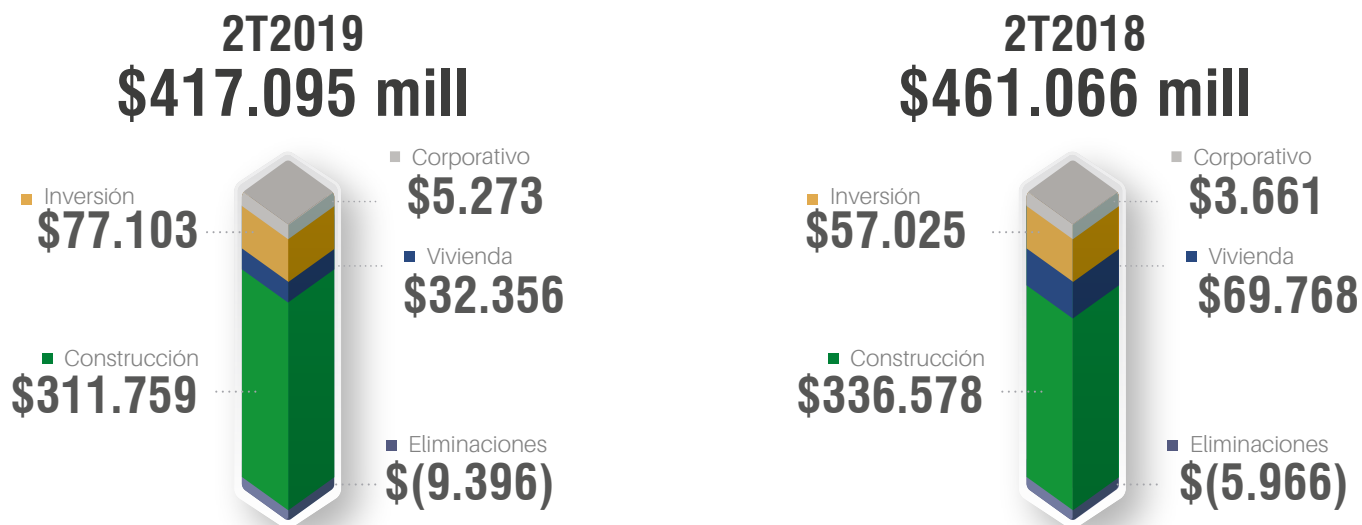 2T2019
$417.095 mill
Corporativo
$5.273
Inversión
$77.103
Vivienda
$32.356
Construcción
$311.759
Eliminaciones
$(9.396)
2T2018
$461.066 mill
Corporativo
$3.661
Inversión
$57.025
Vivienda
$69.768
Construcción
$336.578
Eliminaciones
$(5.966)